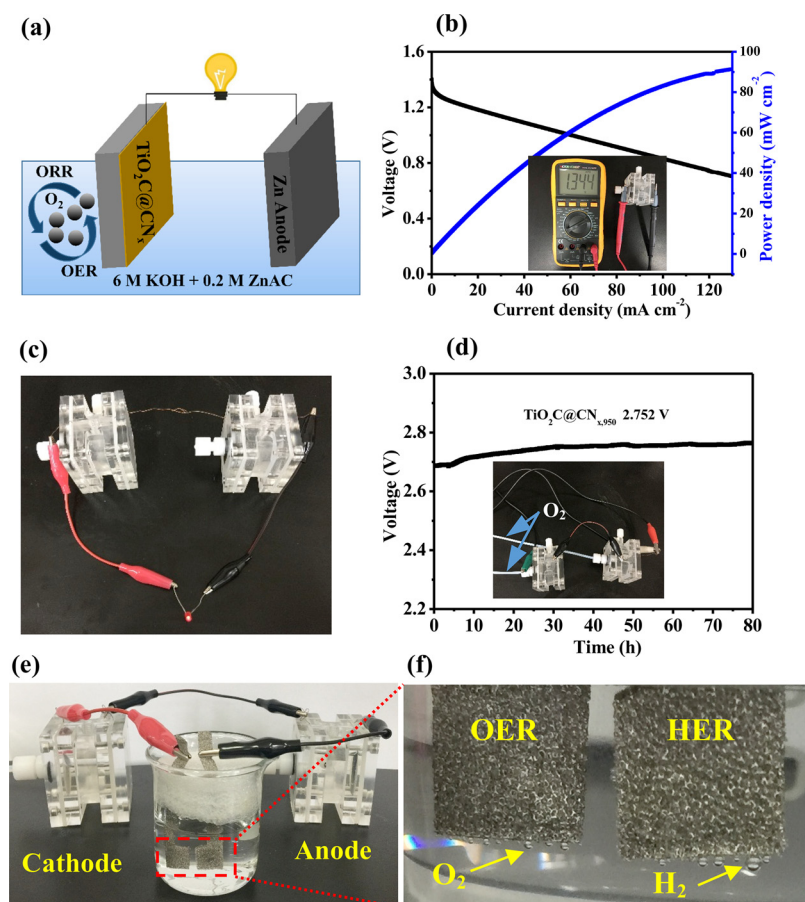 (a)
ORR
O2
OER
TiO2C@CNx
Zn Anode
6 M KOH + 0.2 M ZnAC
(b)
1.6
1.2
0.8
0.4
0.0
Voltage (V)
0
20
40
60
80
100
120
Current density (mA cm-2)
100
80
60
40
20
0
Power density (mW cm-2)
1344
(c)
(d)
3.0
2.8
2.6
2.4
2.2
Voltage (V)
TiO2C@CNx,950 2.752 V
O2
0
10
20
30
40
50
60
70
80
Time (h)
(e)
Cathode
Anode
(f)
OER
HER
O2
H2